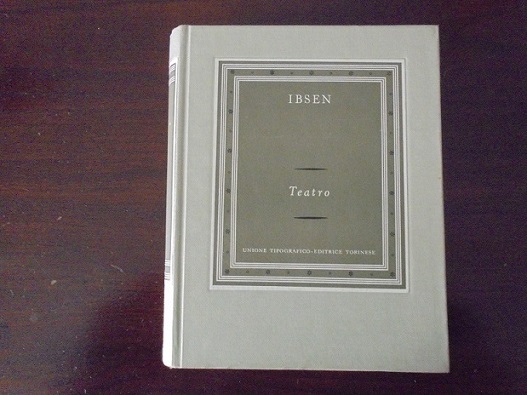 IBSEN
Teatro
UNIONE TIPOGRAFICO-EDITRICE TORINESE